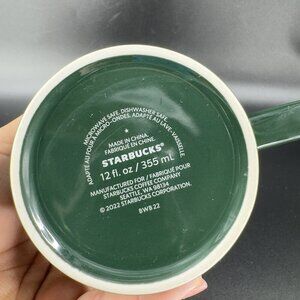 MICROWAVE SAFE. DISHWASHER SAFE.
ADAPTÉ AU FOUR À MICRO-ONDES. ADAPTÉ AU LAVE-VAISSELLE
MADE IN CHINA.
FABRIQUÉ EN CHINE.
STARBUCKS®
12 fl. oz / 355 mL
MANUFACTURED FOR / FABRIQUÉ POUR
STARBUCKS COFFEE COMPANY
SEATTLE, WA 98134
© 2022 STARBUCKS CORPORATION.
BWB 22